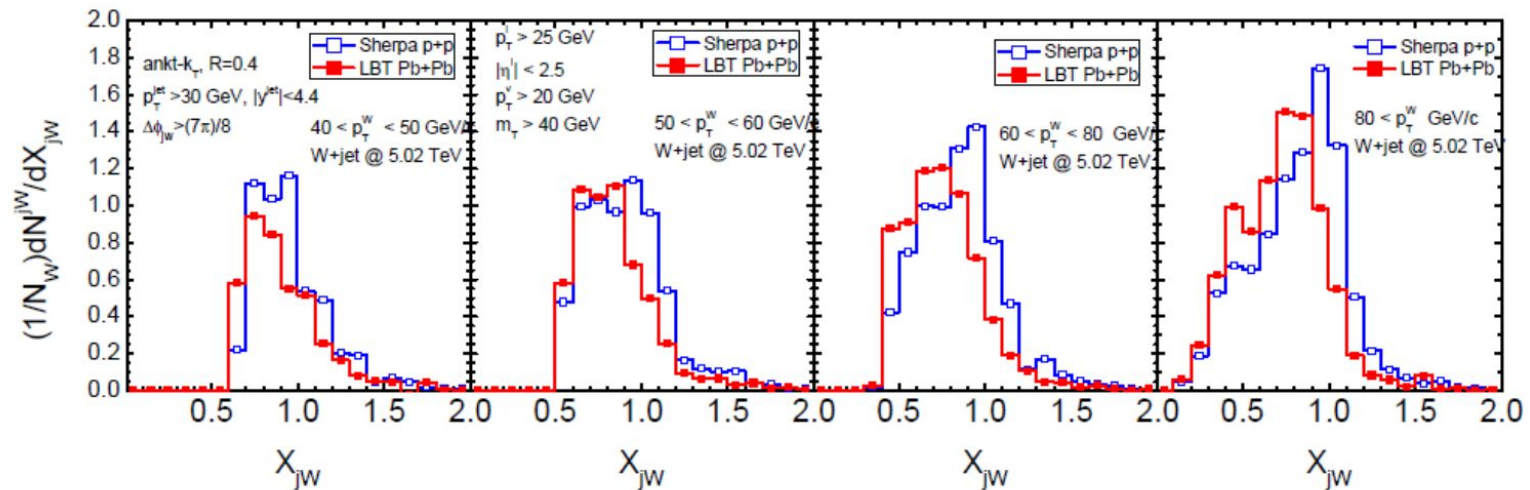 (1/N_W)dN^jW/dX_jW
2.0
1.8
1.6
1.4
1.2
1.0
0.8
0.6
0.4
0.2
0.0
Sherpa p+p
LBT Pb+Pb
ankt-k_T, R=0.4
p_T^jet >30 GeV, |y^jet|<4.4
Δϕ_jW>(7π)/8
40 < p_T^W < 50 GeV/
W+jet @ 5.02 TeV
0.5
1.0
1.5
2.0
X_jW
p_T^l > 25 GeV
|η^l| < 2.5
p_T^v > 20 GeV
m_T > 40 GeV
Sherpa p+p
LBT Pb+Pb
50 < p_T^W < 60 GeV/
W+jet @ 5.02 TeV
0.5
1.0
1.5
2.0
X_jW
Sherpa p+p
LBT Pb+Pb
60 < p_T^W < 80 GeV/
W+jet @ 5.02 TeV
0.5
1.0
1.5
2.0
X_jW
Sherpa p+p
LBT Pb+Pb
80 < p_T^W GeV/c
W+jet @ 5.02 TeV
0.5
1.0
1.5
2.0
X_jW